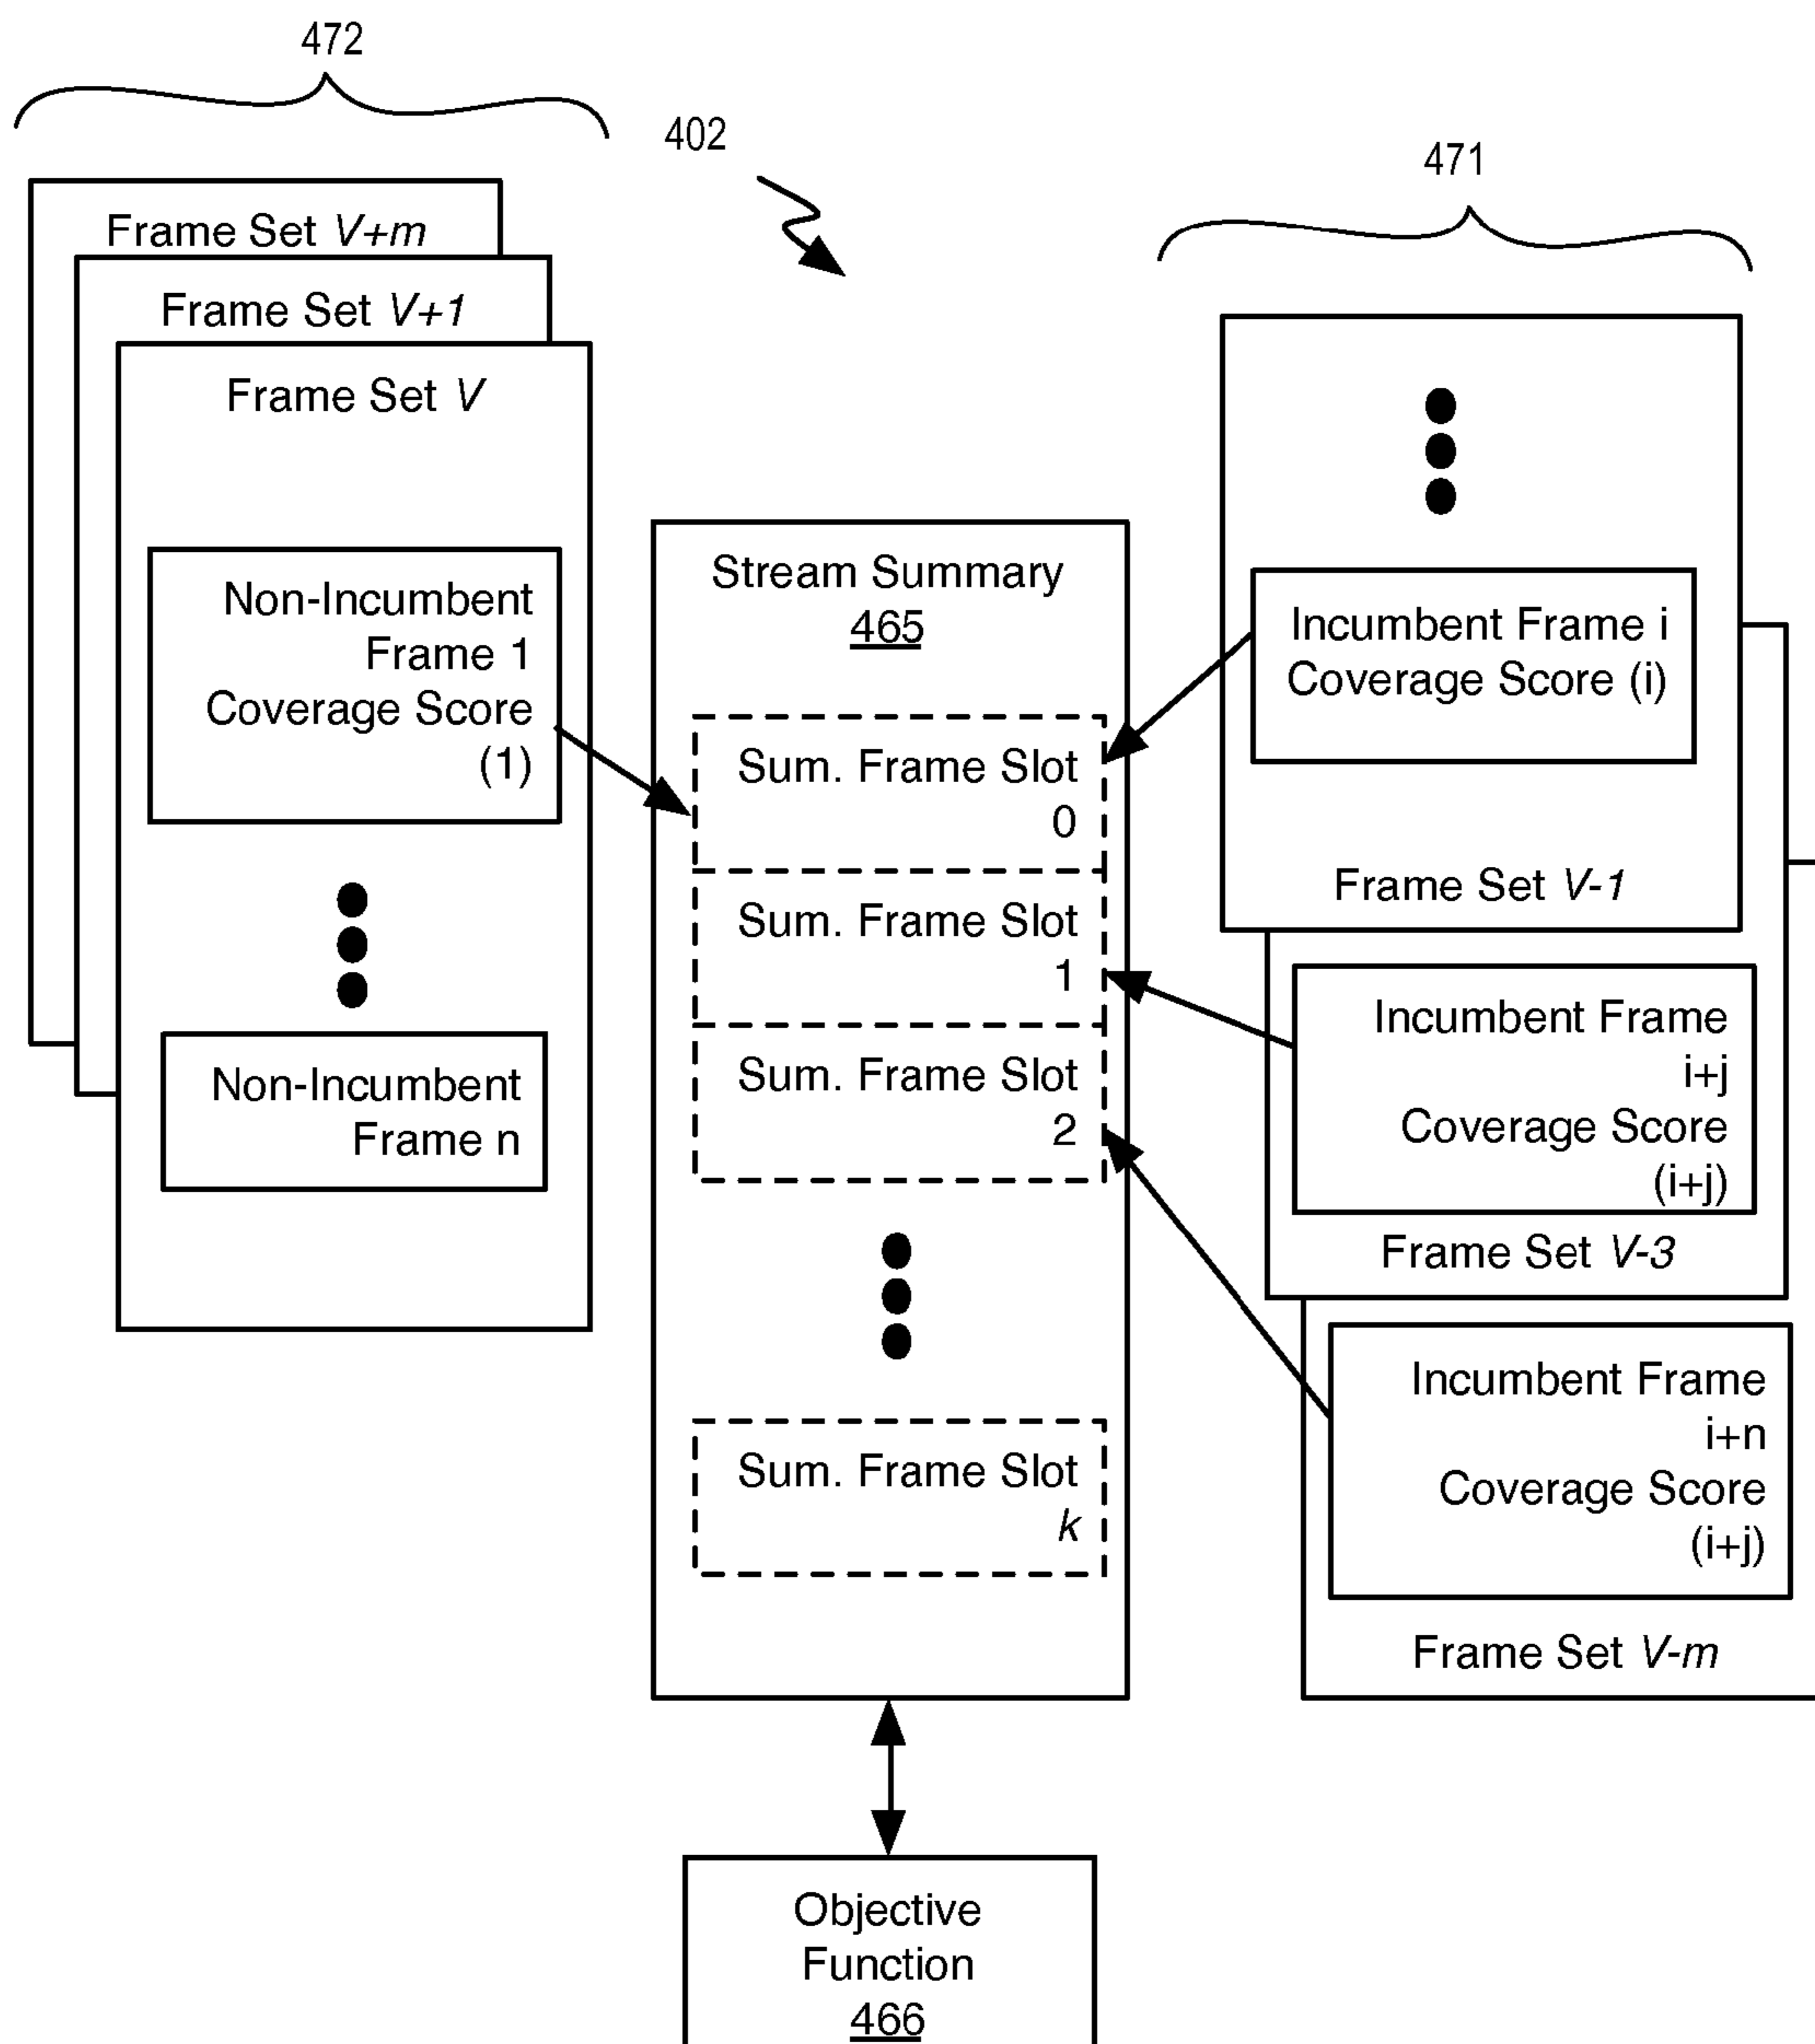 472
402
471
Frame Set V+m
Frame Set V+1
Frame Set V
Non-Incumbent
Frame 1
Coverage Score
(1)
Non-Incumbent
Frame n
Stream Summary
465
Sum. Frame Slot
0
Sum. Frame Slot
1
Sum. Frame Slot
2
Sum. Frame Slot
k
Incumbent Frame i
Coverage Score (i)
Frame Set V-1
Incumbent Frame
i+j
Coverage Score
(i+j)
Frame Set V-3
Incumbent Frame
i+n
Coverage Score
(i+j)
Frame Set V-m
Objective
Function
466